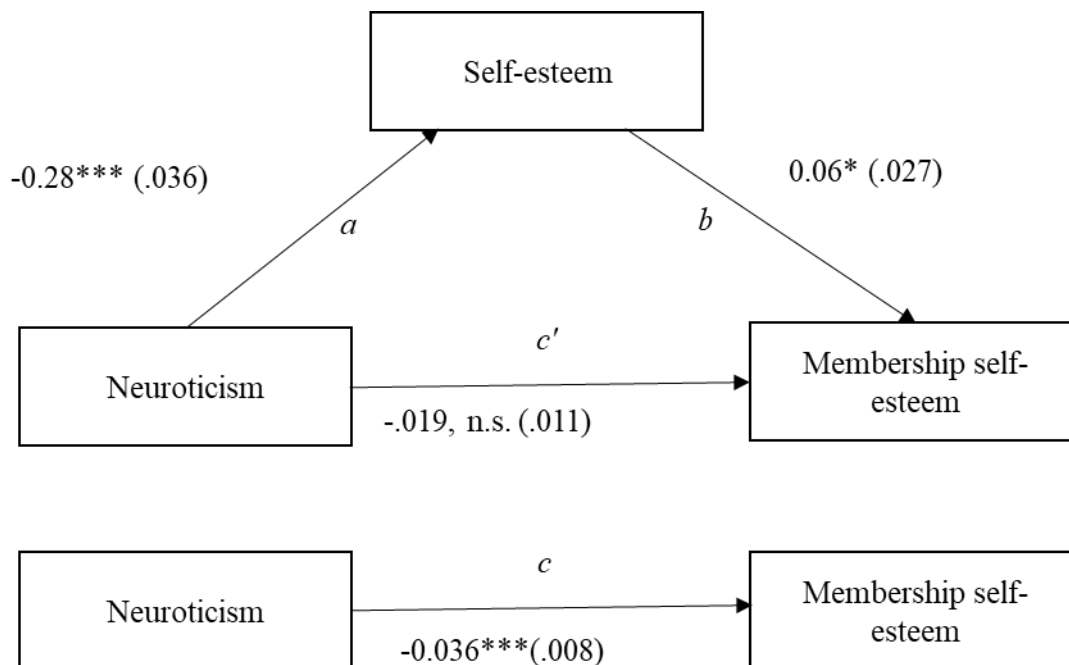 Self-esteem
-0.28*** (.036)
0.06* (.027)
a
b
c'
Neuroticism
Membership self-
esteem
-.019, n.s. (.011)
c
Neuroticism
Membership self-
esteem
-0.036***(.008)